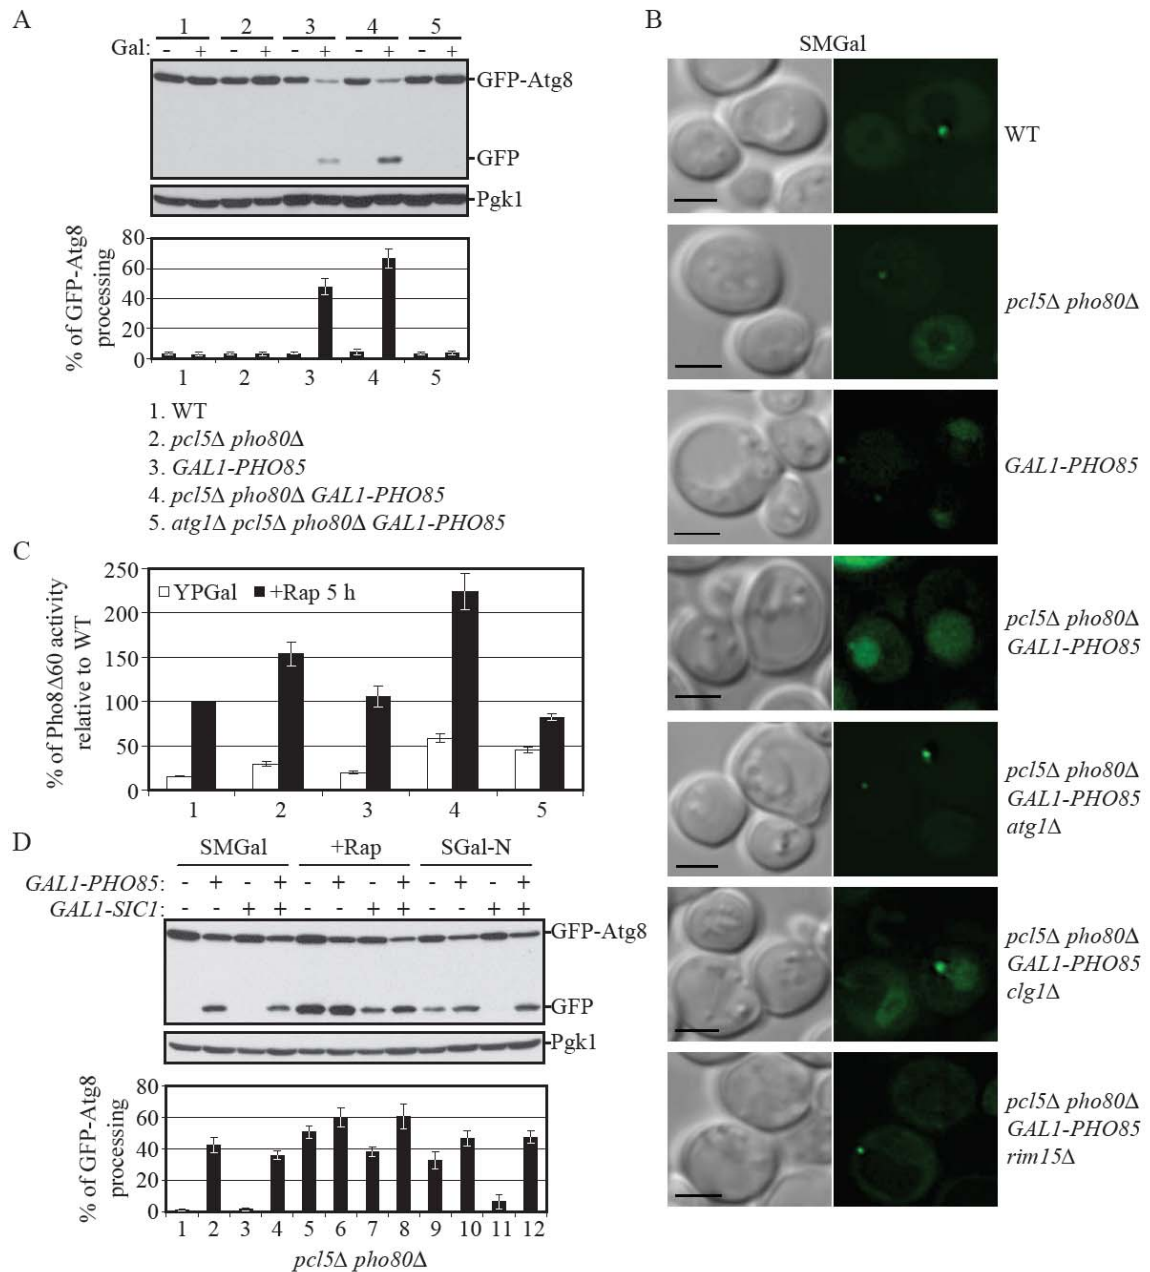 A
1 2 3 4 5
Gal: - + - + - + - + - +
GFP-Atg8
GFP
Pgk1
% of GFP-Atg8
processing
80
60
40
20
0
1 2 3 4 5
1. WT
2. pcl5Δ pho80Δ
3. GAL1-PHO85
4. pcl5Δ pho80Δ GAL1-PHO85
5. atg1Δ pcl5Δ pho80Δ GAL1-PHO85
B
SMGal
WT
pcl5Δ pho80Δ
GAL1-PHO85
pcl5Δ pho80Δ
GAL1-PHO85
pcl5Δ pho80Δ
GAL1-PHO85
atg1Δ
pcl5Δ pho80Δ
GAL1-PHO85
clg1Δ
pcl5Δ pho80Δ
GAL1-PHO85
rim15Δ
C
% of Pho8Δ60 activity
relative to WT
250
200
150
100
50
0
YPGal +Rap 5 h
1 2 3 4 5
D
SMGal +Rap SGal-N
GAL1-PHO85: - + - + - + - + - + - +
GAL1-SIC1: - - + + - - + + - - + +
GFP-Atg8
GFP
Pgk1
% of GFP-Atg8
processing
80
60
40
20
0
1 2 3 4 5 6 7 8 9 10 11 12
pcl5Δ pho80Δ